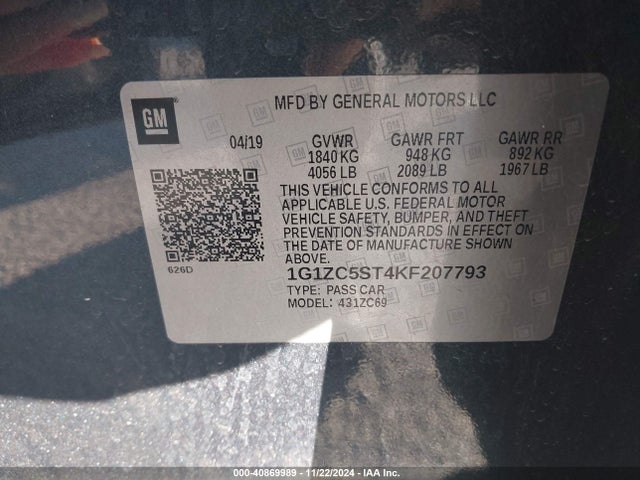 GM
MFD BY GENERAL MOTORS LLC
04/19 GVWR GAWR FRT GAWR RR
1840 KG 948 KG 892 KG
4056 LB 2089 LB 1967 LB
THIS VEHICLE CONFORMS TO ALL
APPLICABLE U.S. FEDERAL MOTOR
VEHICLE SAFETY, BUMPER, AND THEFT
PREVENTION STANDARDS IN EFFECT ON
THE DATE OF MANUFACTURE SHOWN
ABOVE.
626D
1G1ZC5ST4KF207793
TYPE: PASS CAR
MODEL: 431ZC69
000-40869989 - 11/22/2024 - IAA Inc.